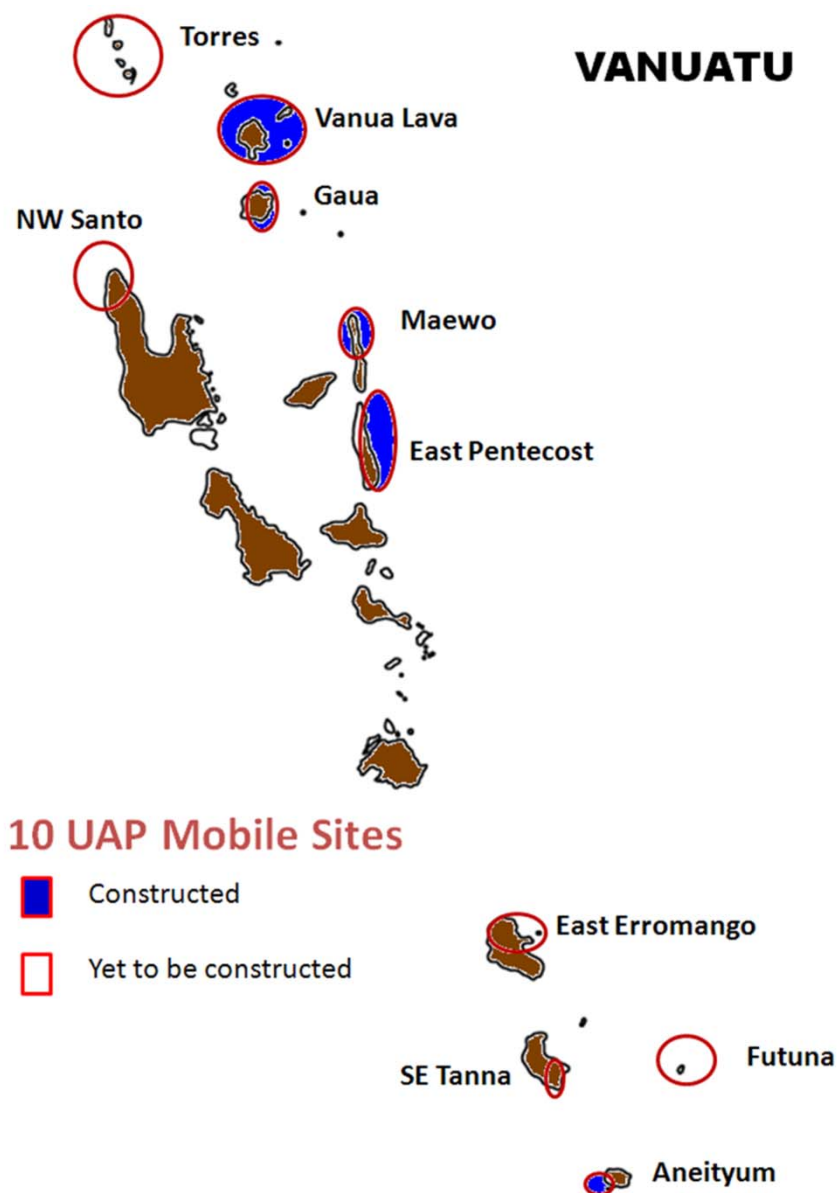 Torres
VANUATU
Vanua Lava
Gaua
NW Santo
Maewo
East Pentecost
10 UAP Mobile Sites
Constructed
Yet to be constructed
East Erromango
Futuna
SE Tanna
Aneityum